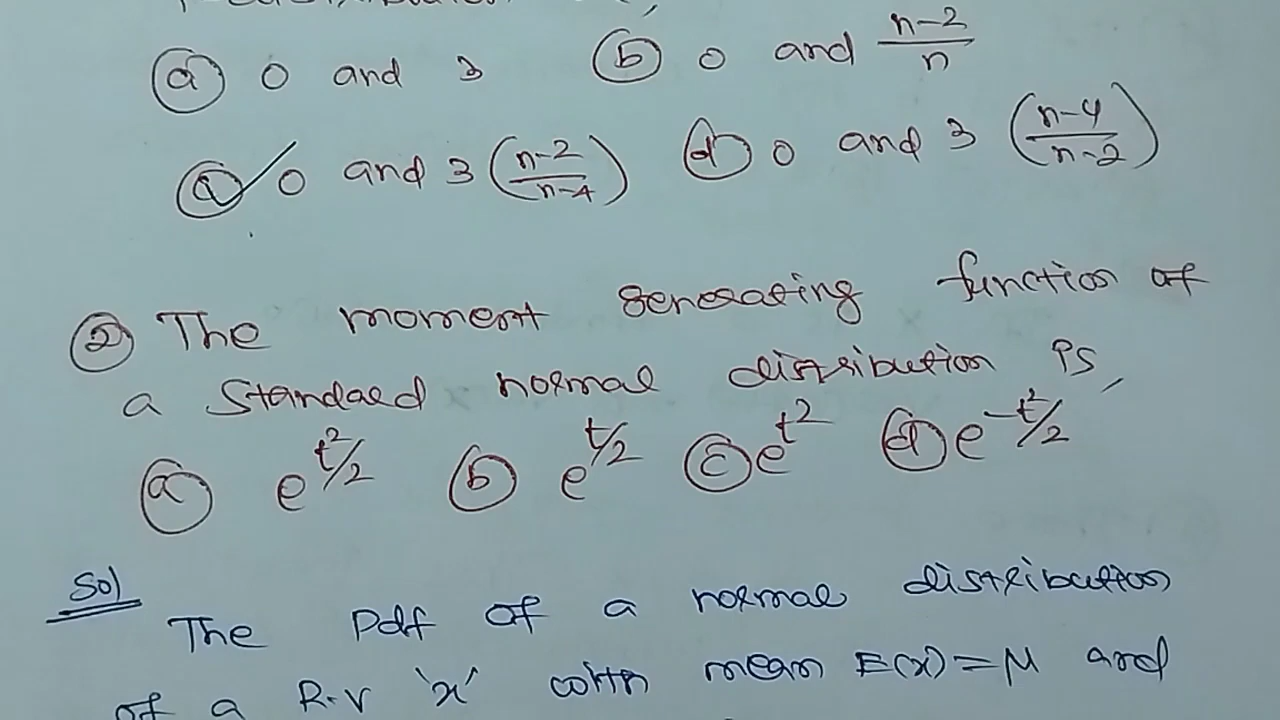 ⓐ 0 and 3 ⓑ 0 and n-2/n
ⓐ 0 and 3 (n-2/n-4) ⓓ 0 and 3 (n-4/n-2)
② The moment generating function of
a Standard normal distribution is,
ⓐ e^{t²/2} ⓑ e^{t/2} ⓒ e^{t²} ⓓ e^{-t²/2}
Sol
The Pdf of a normal distribution
of a R.V 'x' with mean E(x)=μ and